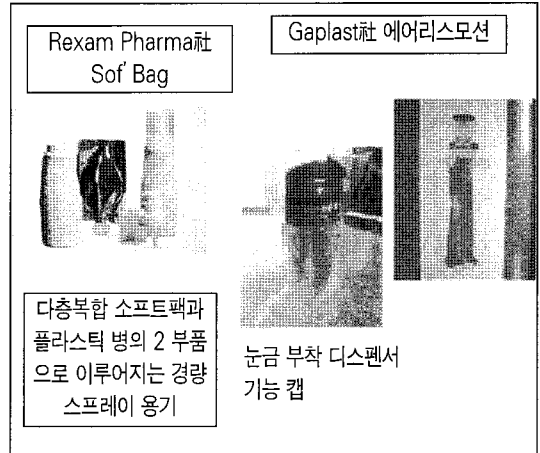 Rexam Pharma社
Sof' Bag
Gaplast社 에어리스모션
다층복합 소프트팩과
플라스틱 병의 2 부품
으로 이루어지는 경량
스프레이 용기
눈금 부착 디스펜서
기능 캡